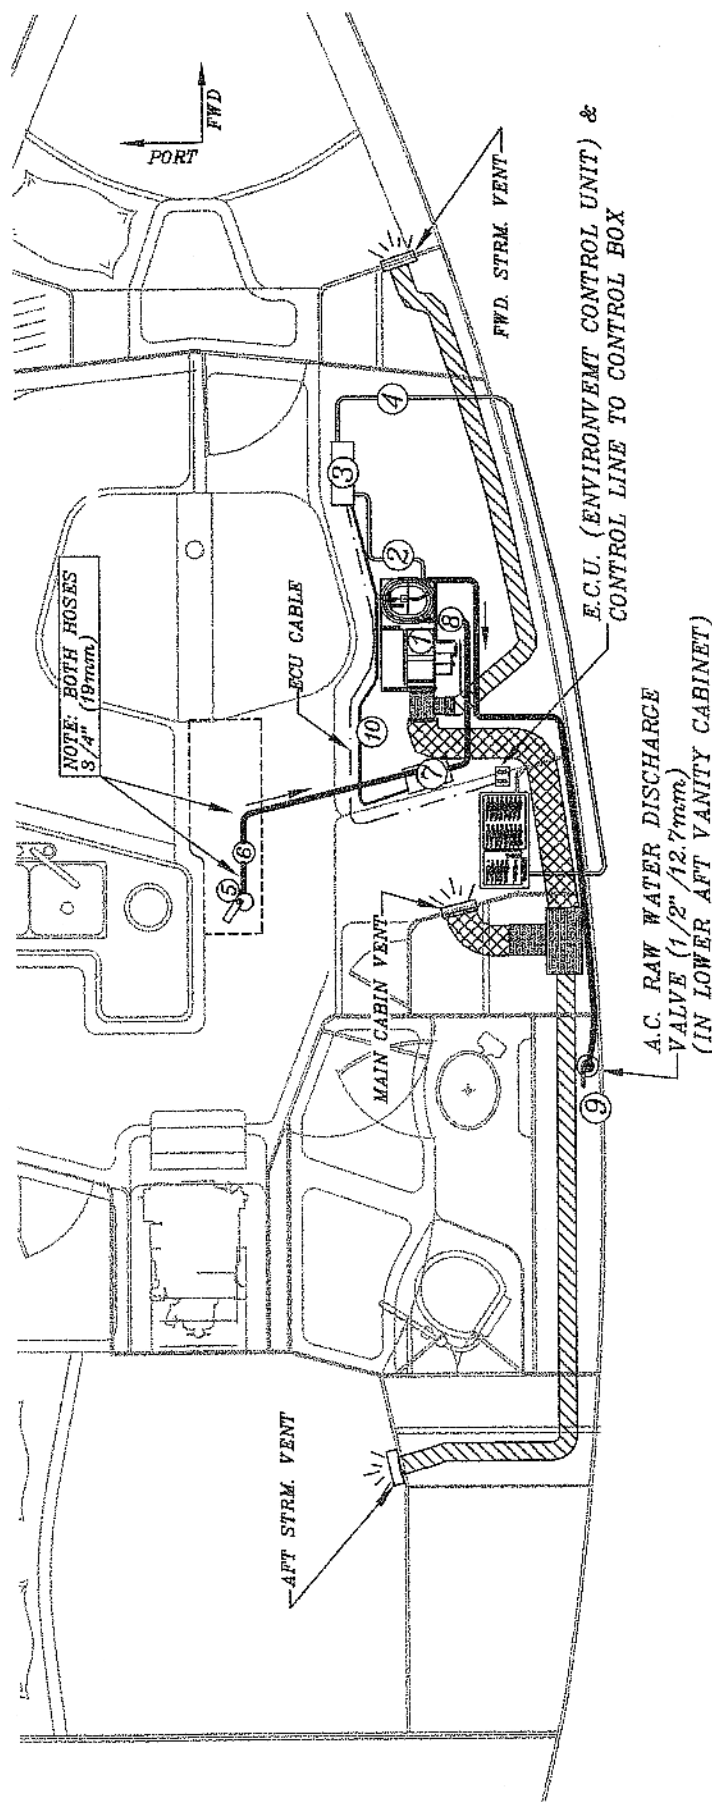 PORT
FWD
FWD. STRM. VENT
E.C.U. (ENVIRONVEMT CONTROL UNIT) &
CONTROL LINE TO CONTROL BOX
4
3
2
NOTE: BOTH HOSES
3/4" (19mm)
ECU CABLE
1
8
10
7
6
5
MAIN CABIN VENT
A.C. RAW WATER DISCHARGE
VALVE (1/2"/12.7mm)
(IN LOWER AFT VANITY CABINET)
9
AFT STRM. VENT